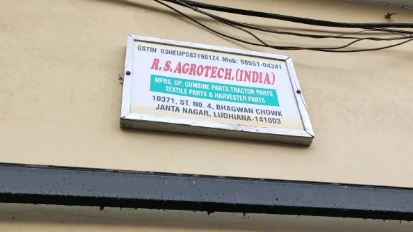 GSTIN 03HEUPS8319G1Z4 Mob: 98551-04341
R.S.AGROTECH.(INDIA)
MFRS. OF: COMBINE PARTS,TRACTOR PARTS
TEXTILE PARTS & HARVESTER PARTS
10371, ST. NO. 4, BHAGWAN CHOWK
JANTA NAGAR, LUDHIANA-141003